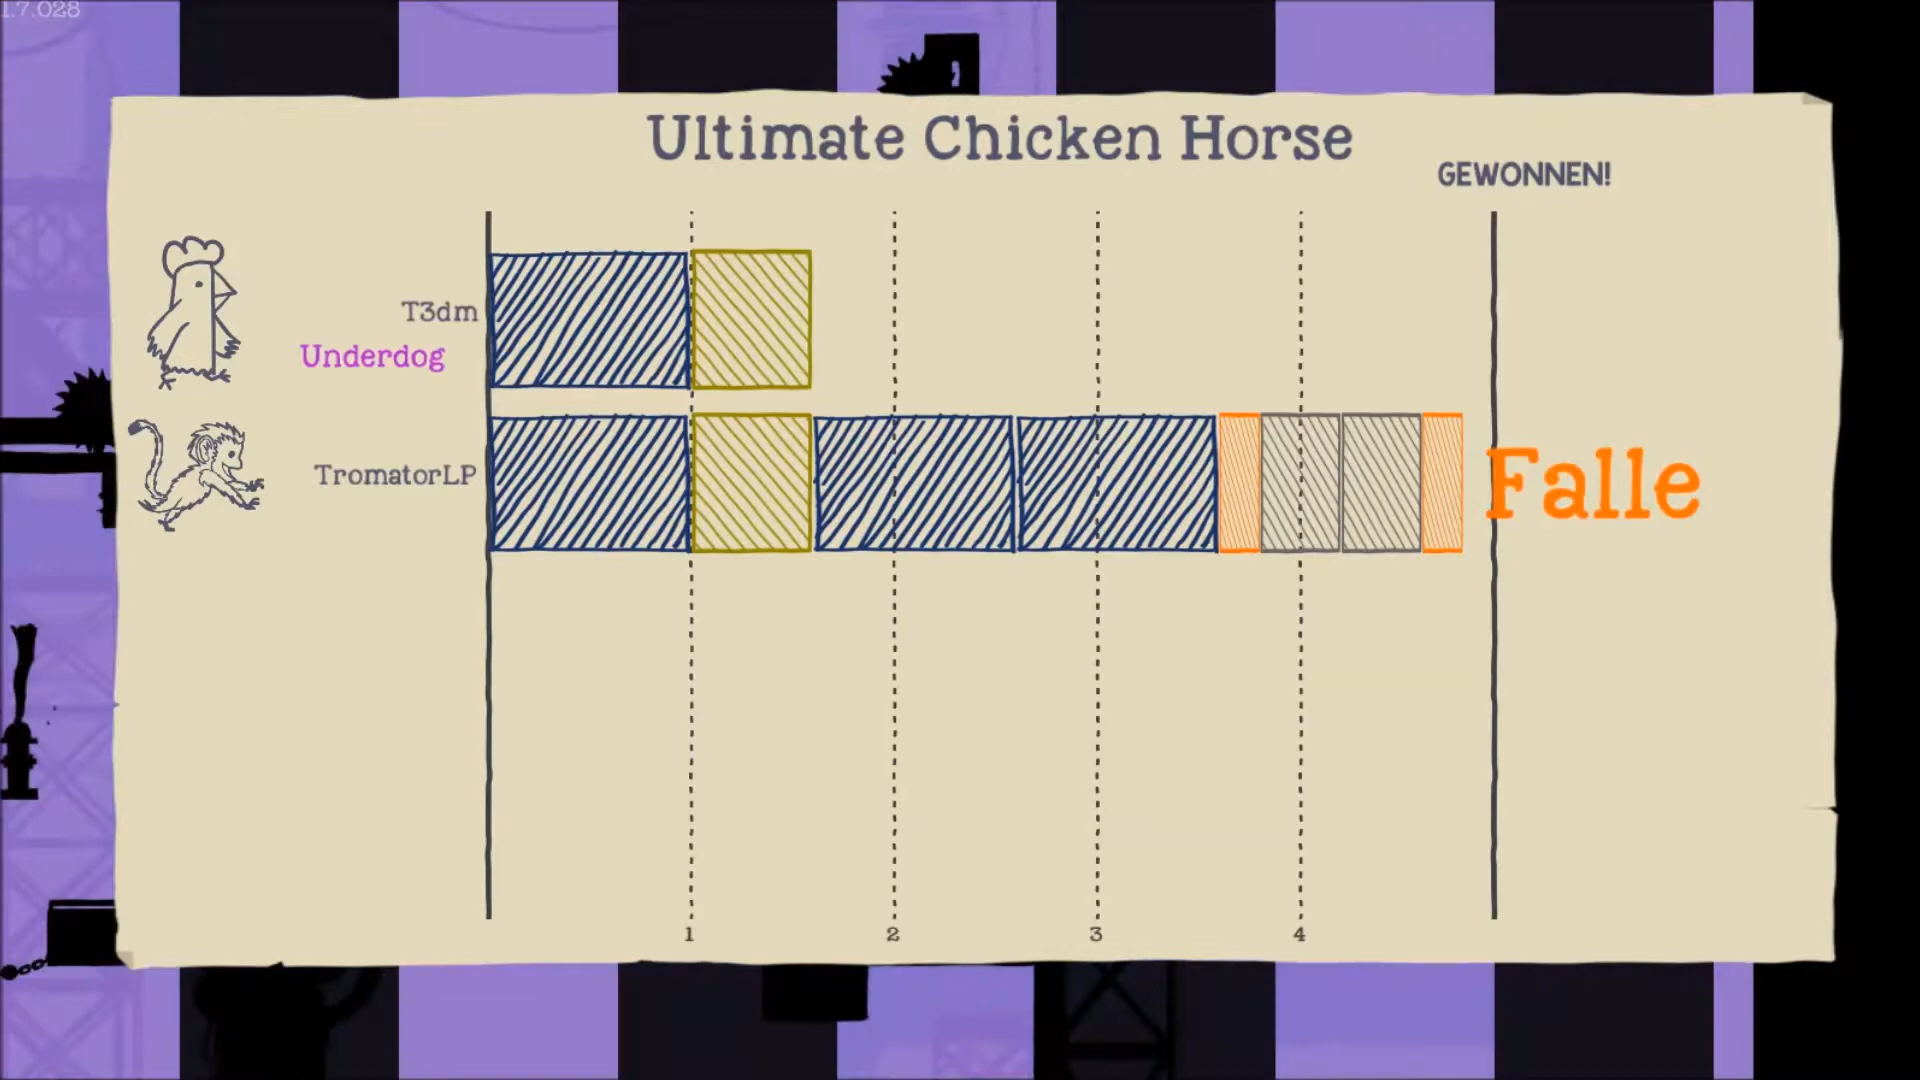 1.7.028
Ultimate Chicken Horse
GEWONNEN!
T3dm
Underdog
TromatorLP
Falle
1 2 3 4